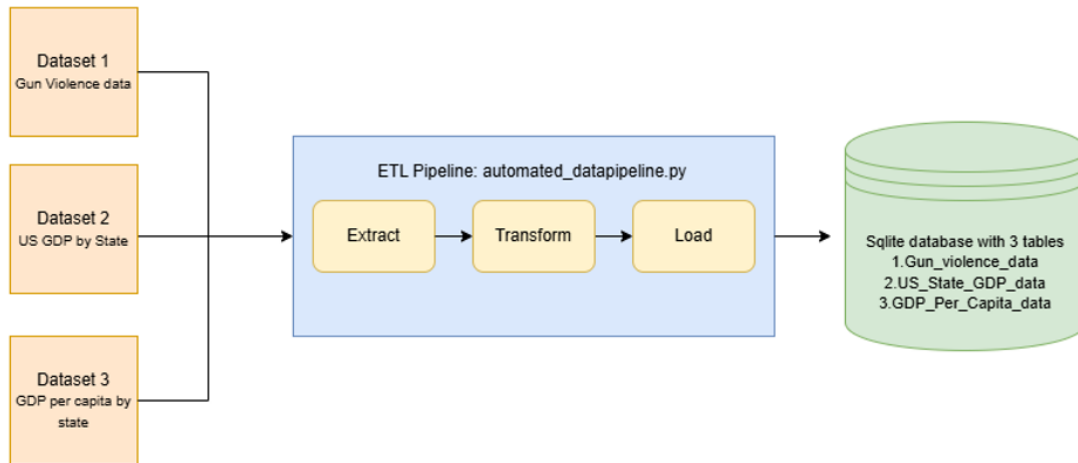 Dataset 1
Gun Violence data
Dataset 2
US GDP by State
Dataset 3
GDP per capita by
state
ETL Pipeline: automated_datapipeline.py
Extract
Transform
Load
Sqlite database with 3 tables
1.Gun_violence_data
2.US_State_GDP_data
3.GDP_Per_Capita_data